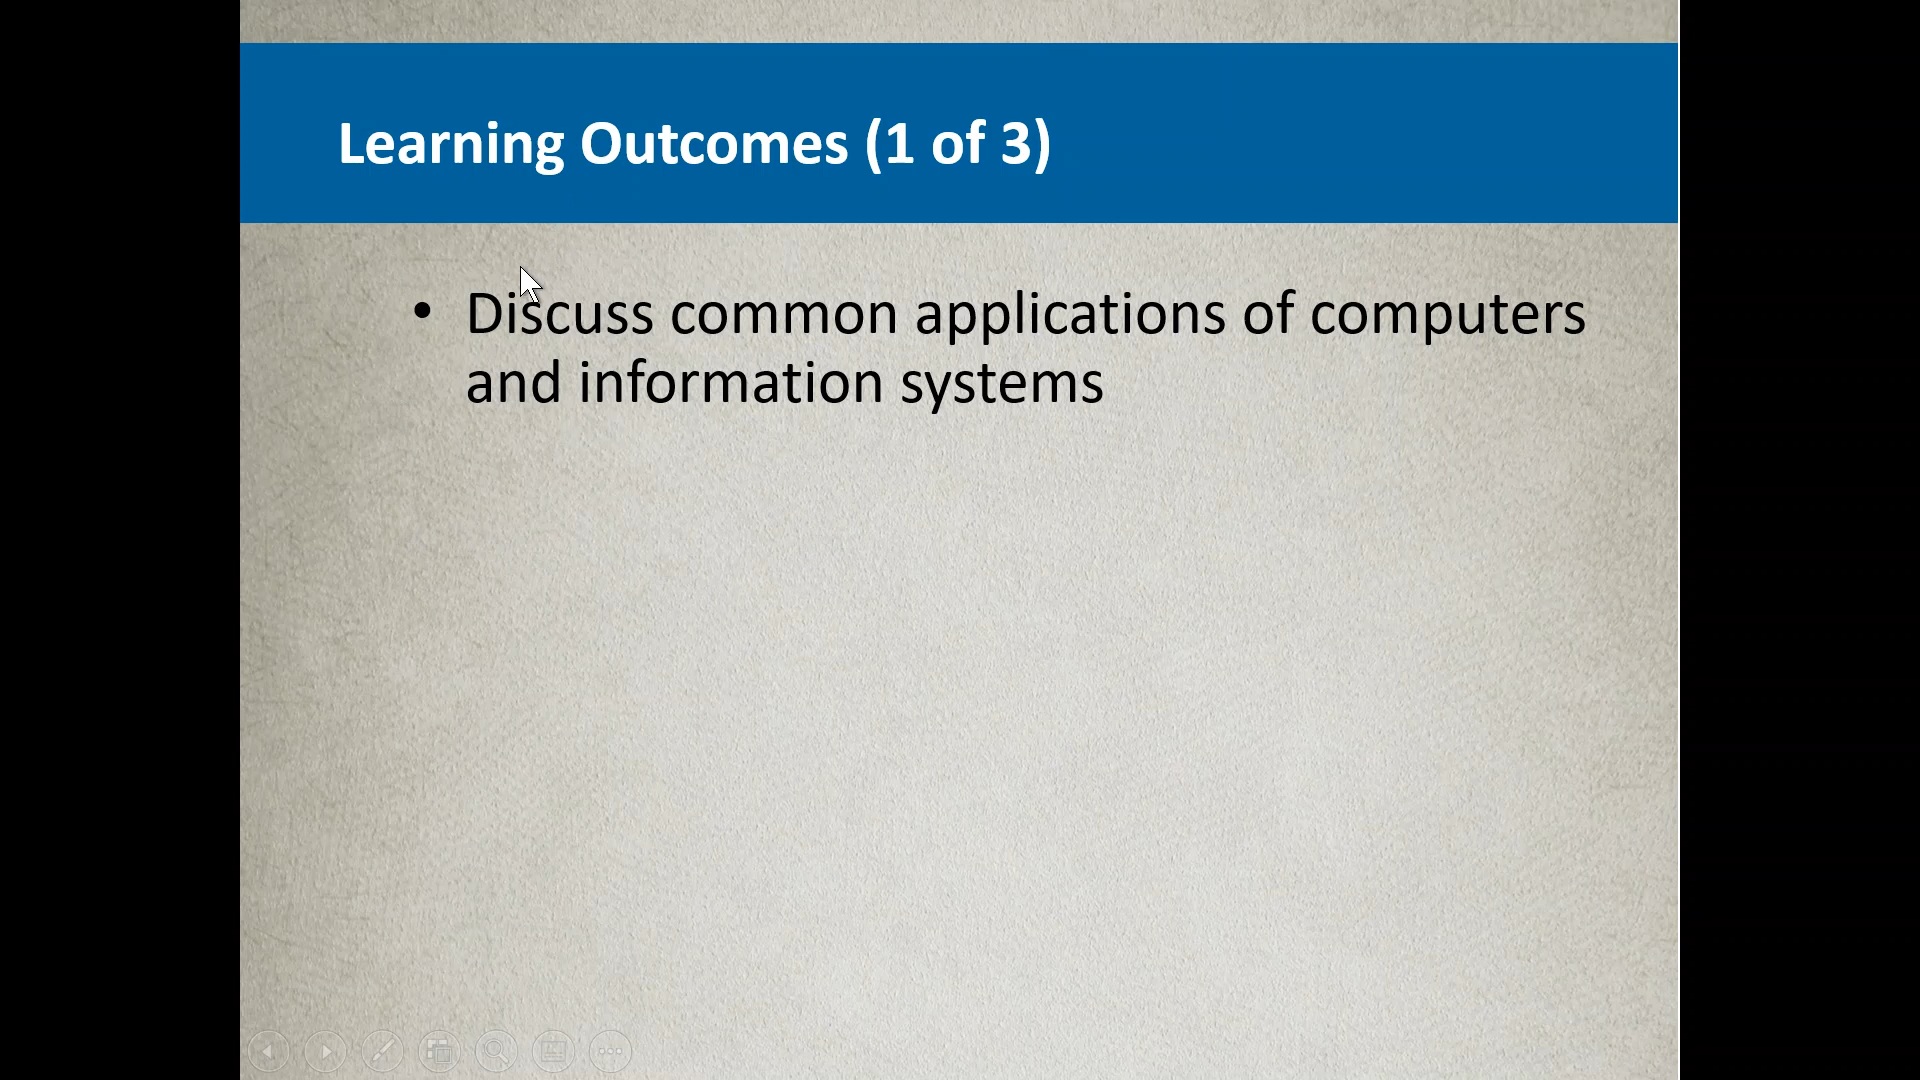 Learning Outcomes (1 of 3)
• Discuss common applications of computers
and information systems